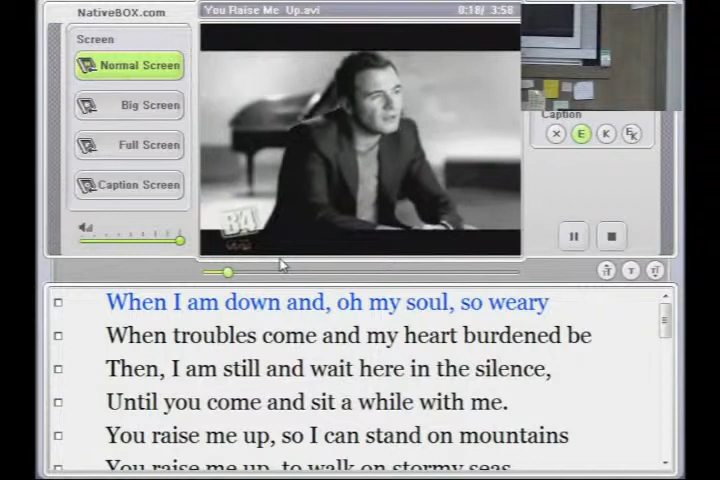 NativeBOX.com
You Raise Me Up.avi
0:18/ 3:58
Screen
Normal Screen
Big Screen
Full Screen
Caption Screen
B4
Caption
E
K
EK
T
When I am down and, oh my soul, so weary
When troubles come and my heart burdened be
Then, I am still and wait here in the silence,
Until you come and sit a while with me.
You raise me up, so I can stand on mountains
You raise me up, to walk on stormy seas